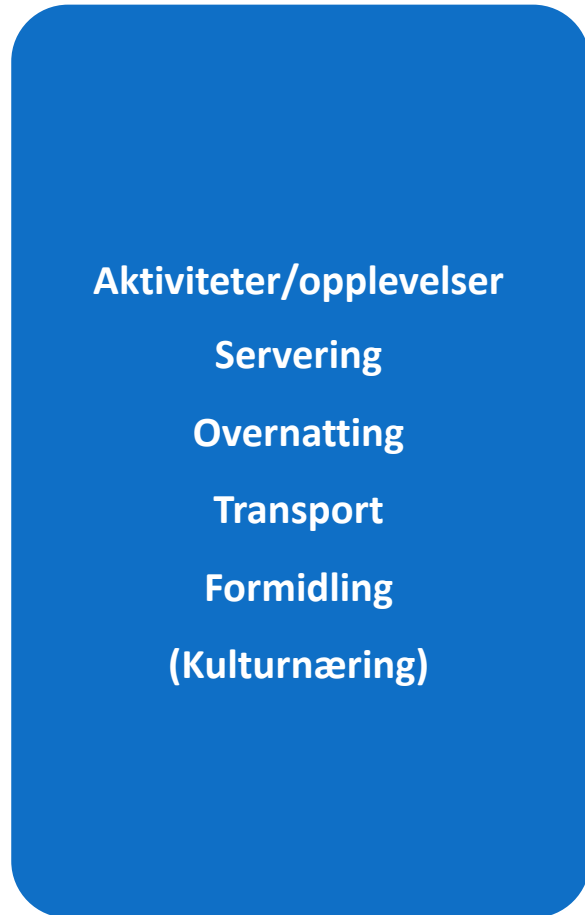 Aktiviteter/opplevelser
Servering
Overnatting
Transport
Formidling
(Kulturnæring)